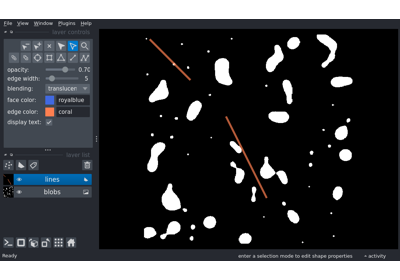 File View Window Plugins Help
layer controls
opacity: 0.70
edge width: 5
blending: translucen
face color: royalblue
edge color: coral
display text:
layer list
lines
blobs
Ready enter a selection mode to edit shape properties activity